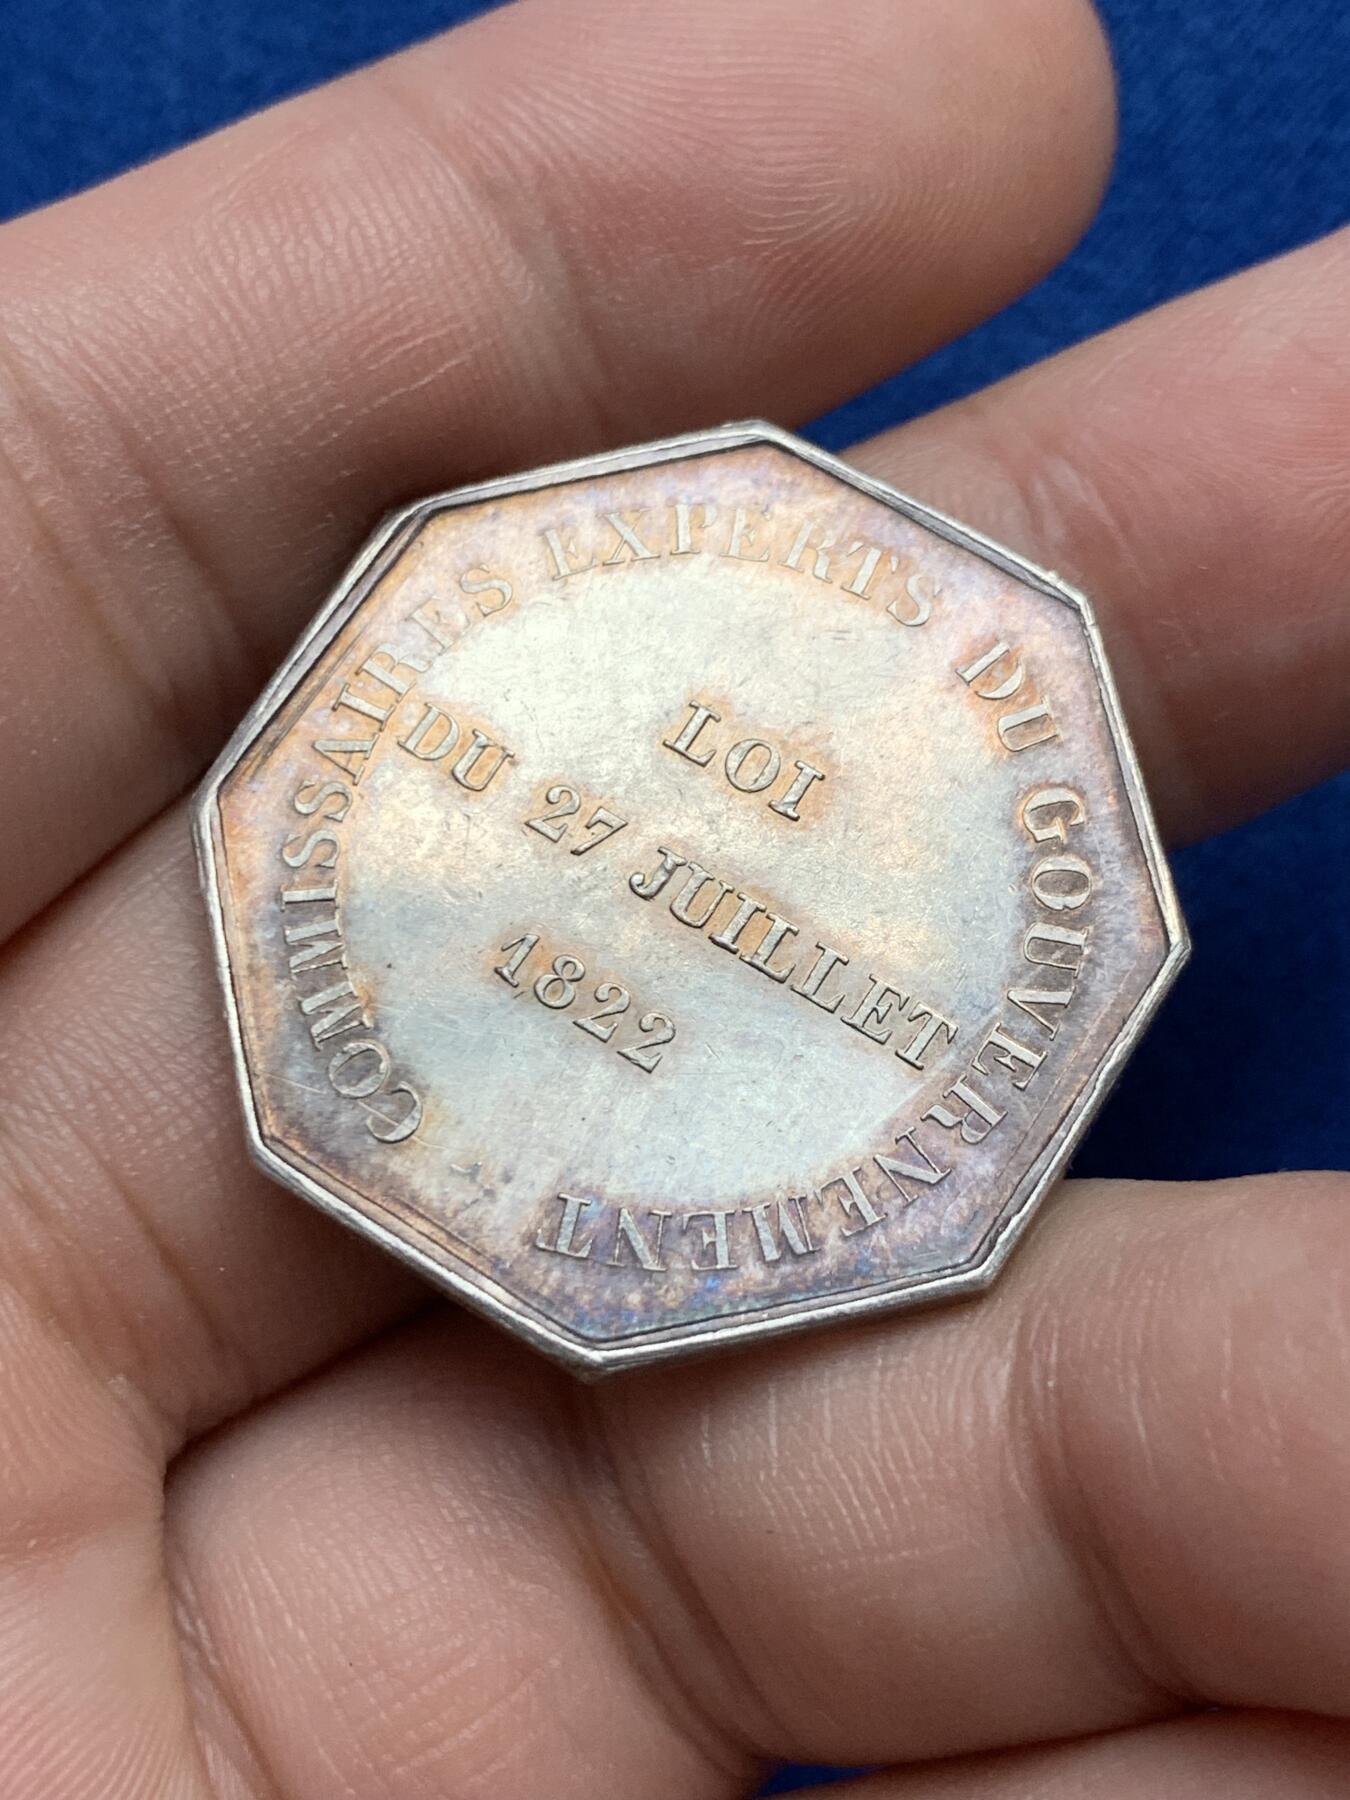 COMMISSAIRES EXPERTS DU GOUVERNEMENT
LOI
DU 27 JUILLET
1822